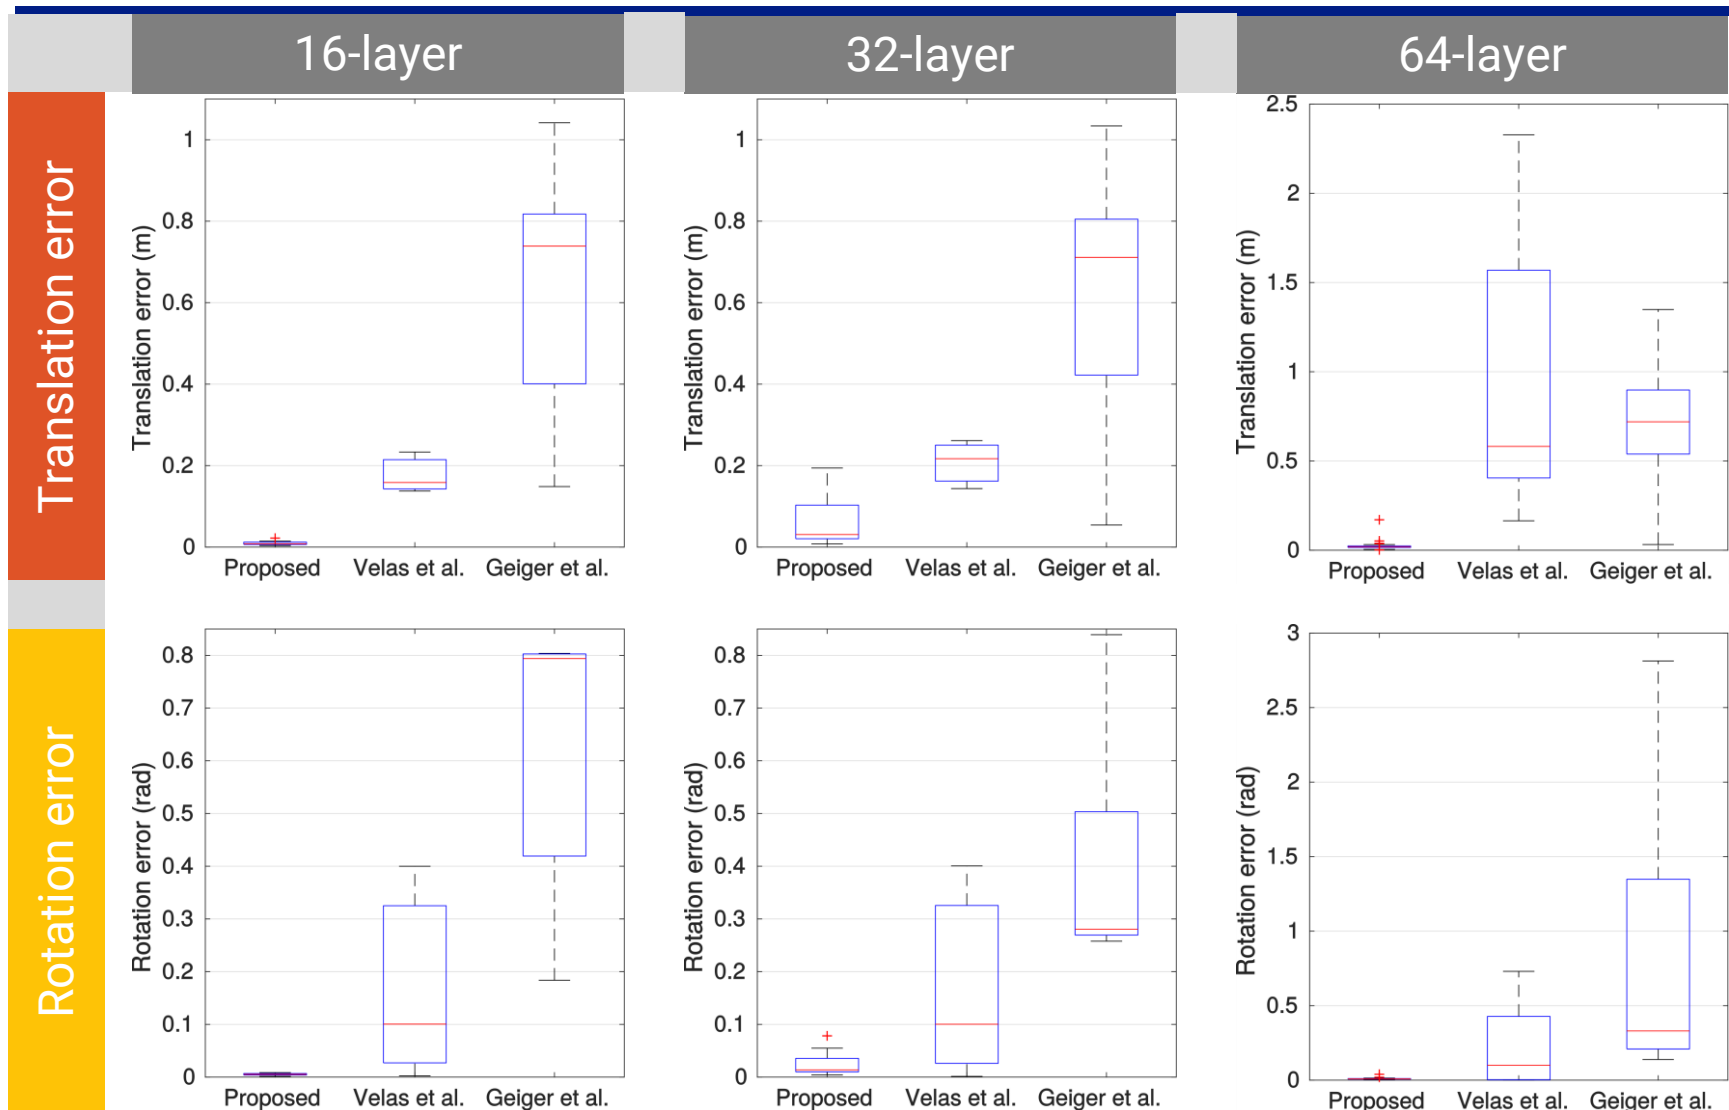 16-layer
32-layer
64-layer
Translation error
Translation error (m)
1
0.8
0.6
0.4
0.2
0
Proposed Velas et al. Geiger et al.
Translation error (m)
1
0.8
0.6
0.4
0.2
0
Proposed Velas et al. Geiger et al.
Translation error (m)
2.5
2
1.5
1
0.5
0
Proposed Velas et al. Geiger et al.
Rotation error
Rotation error (rad)
0.8
0.7
0.6
0.5
0.4
0.3
0.2
0.1
0
Proposed Velas et al. Geiger et al.
Rotation error (rad)
0.8
0.7
0.6
0.5
0.4
0.3
0.2
0.1
0
Proposed Velas et al. Geiger et al.
Rotation error (rad)
3
2.5
2
1.5
1
0.5
0
Proposed Velas et al. Geiger et al.